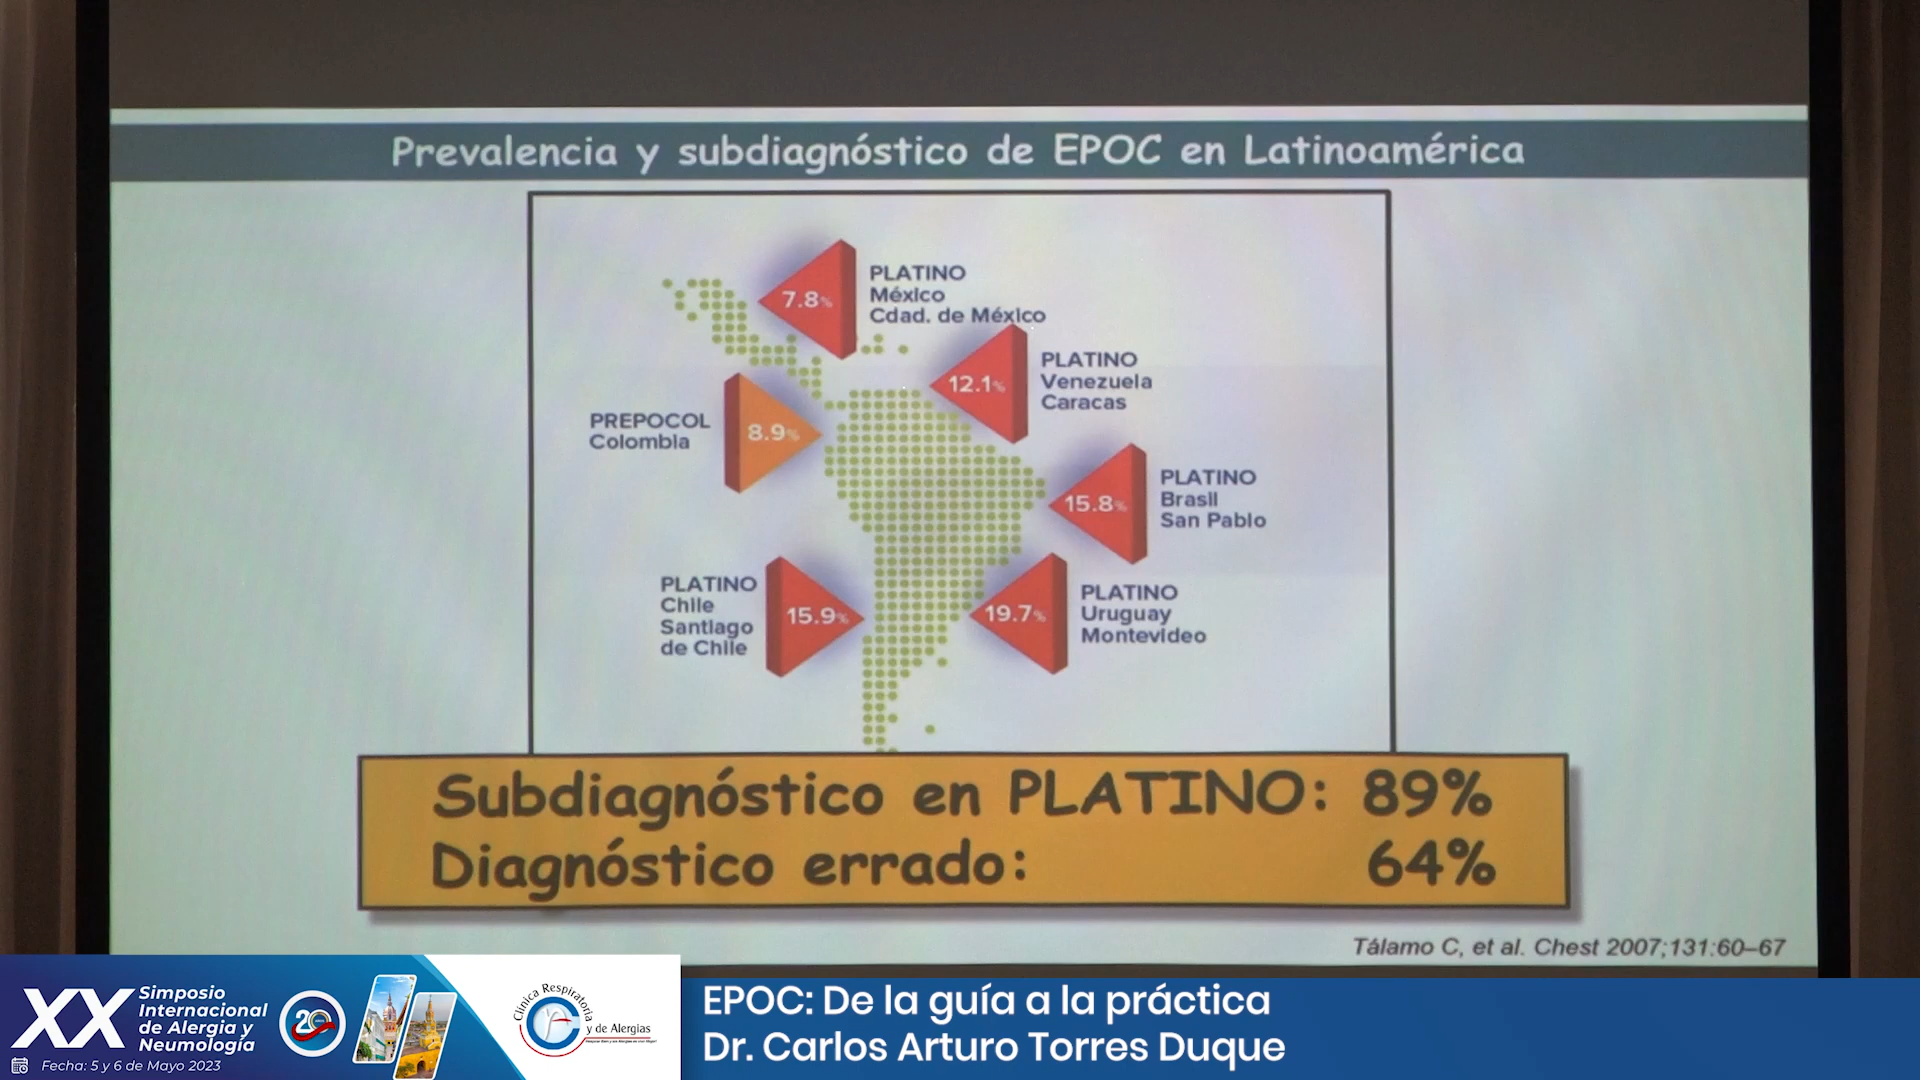 Prevalencia y subdiagnóstico de EPOC en Latinoamérica
7.8%
PLATINO
México
Cdad. de México
12.1%
PLATINO
Venezuela
Caracas
PREPOCOL
Colombia
8.9%
15.8%
PLATINO
Brasil
San Pablo
PLATINO
Chile
Santiago
de Chile
15.9%
19.7%
PLATINO
Uruguay
Montevideo
Subdiagnóstico en PLATINO: 89%
Diagnóstico errado: 64%
Tálamo C, et al. Chest 2007;131:60–67
XX
Simposio
Internacional
de Alergia y
Neumología
Fecha: 5 y 6 de Mayo 2023
20
Clínica Respiratoria
y de Alergias
EPOC: De la guía a la práctica
Dr. Carlos Arturo Torres Duque